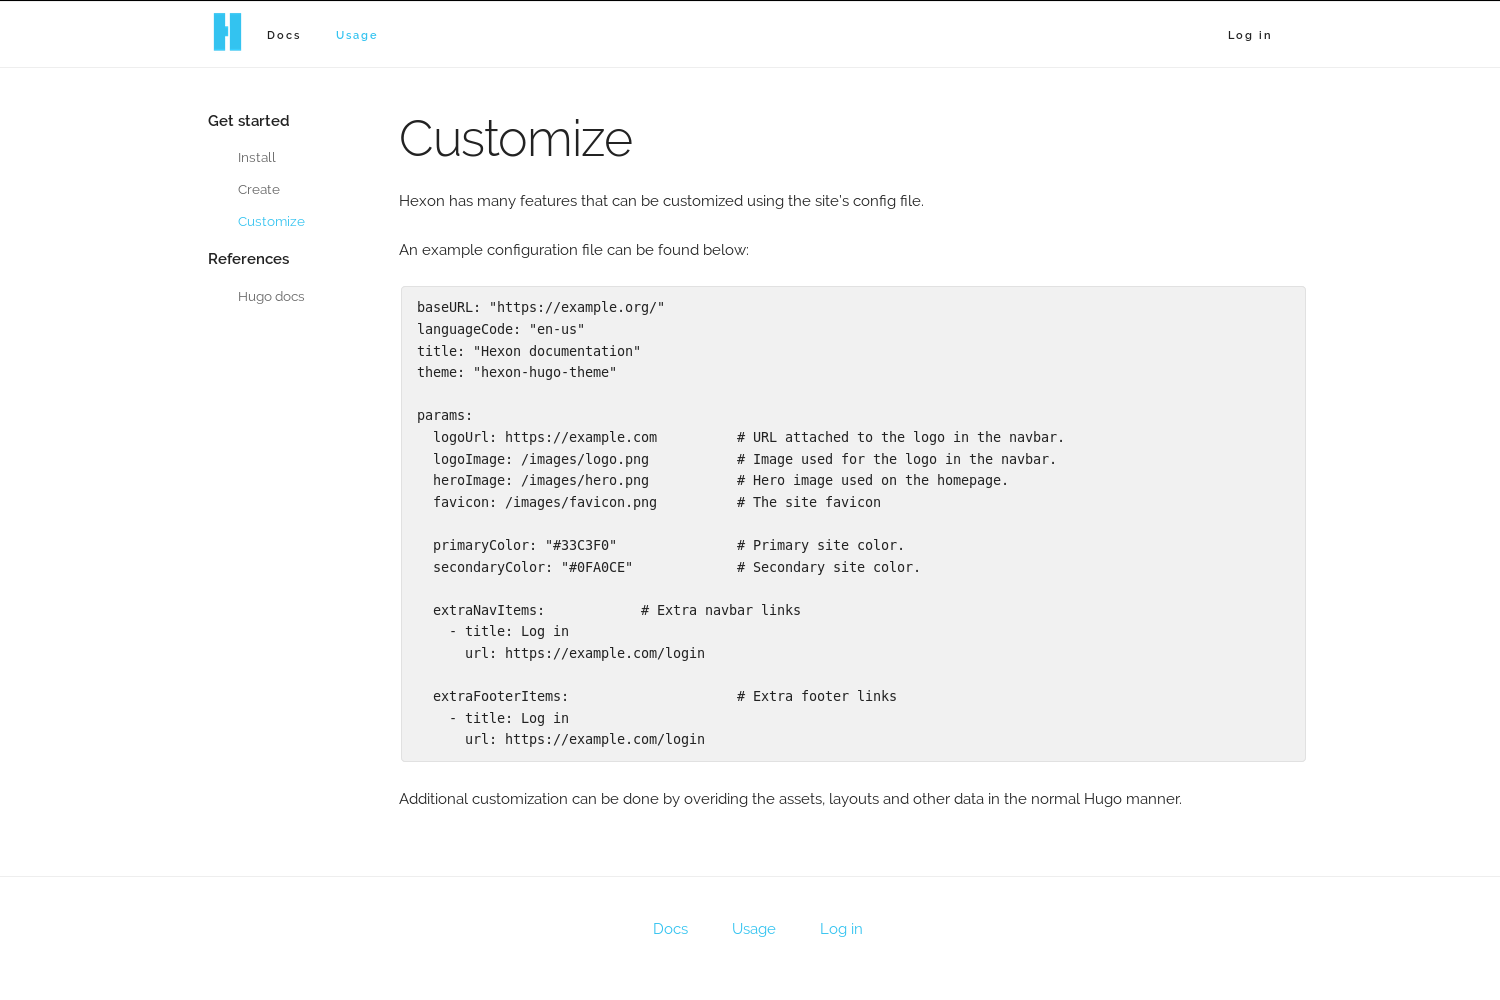 Docs
Usage
Log in
Get started
Install
Create
Customize
References
Hugo docs
Customize
Hexon has many features that can be customized using the site's config file.
An example configuration file can be found below:
baseURL: "https://example.org/"
languageCode: "en-us"
title: "Hexon documentation"
theme: "hexon-hugo-theme"
params:
  logoUrl: https://example.com          # URL attached to the logo in the navbar.
  logoImage: /images/logo.png           # Image used for the logo in the navbar.
  heroImage: /images/hero.png           # Hero image used on the homepage.
  favicon: /images/favicon.png          # The site favicon
  primaryColor: "#33C3F0"               # Primary site color.
  secondaryColor: "#0FA0CE"             # Secondary site color.
  extraNavItems:            # Extra navbar links
    - title: Log in
      url: https://example.com/login
  extraFooterItems:                     # Extra footer links
    - title: Log in
      url: https://example.com/login
Additional customization can be done by overiding the assets, layouts and other data in the normal Hugo manner.
Docs
Usage
Log in